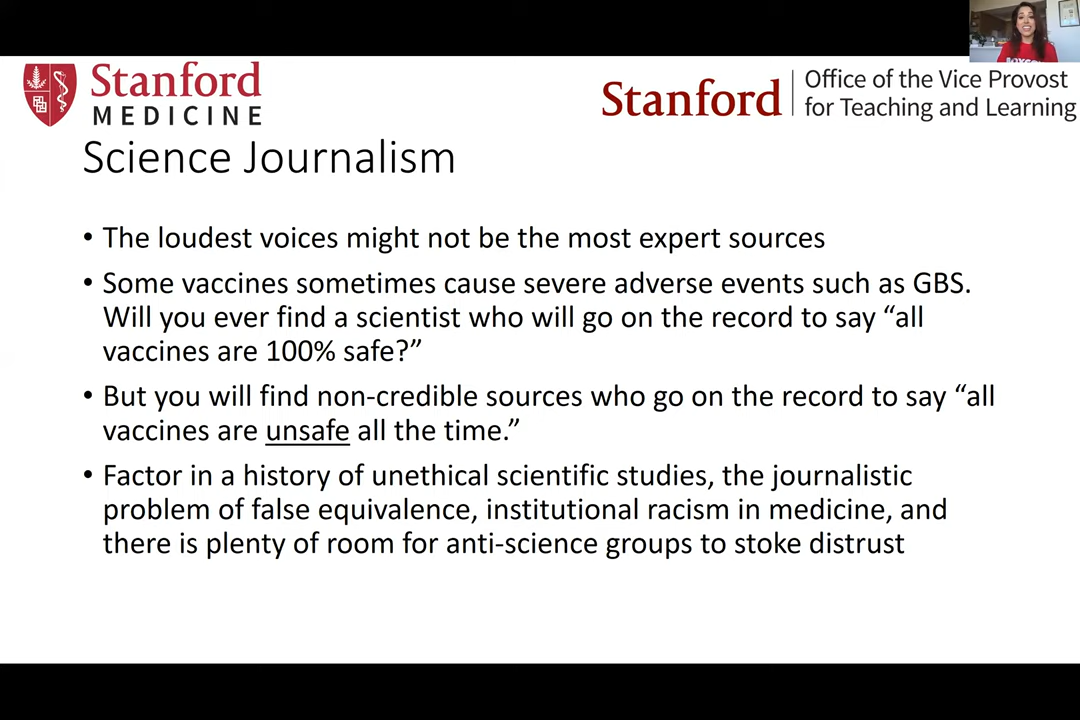 Stanford
MEDICINE
Stanford
Office of the Vice Provost
for Teaching and Learning
Science Journalism
• The loudest voices might not be the most expert sources
• Some vaccines sometimes cause severe adverse events such as GBS.
Will you ever find a scientist who will go on the record to say “all
vaccines are 100% safe?”
• But you will find non-credible sources who go on the record to say “all
vaccines are unsafe all the time.”
• Factor in a history of unethical scientific studies, the journalistic
problem of false equivalence, institutional racism in medicine, and
there is plenty of room for anti-science groups to stoke distrust